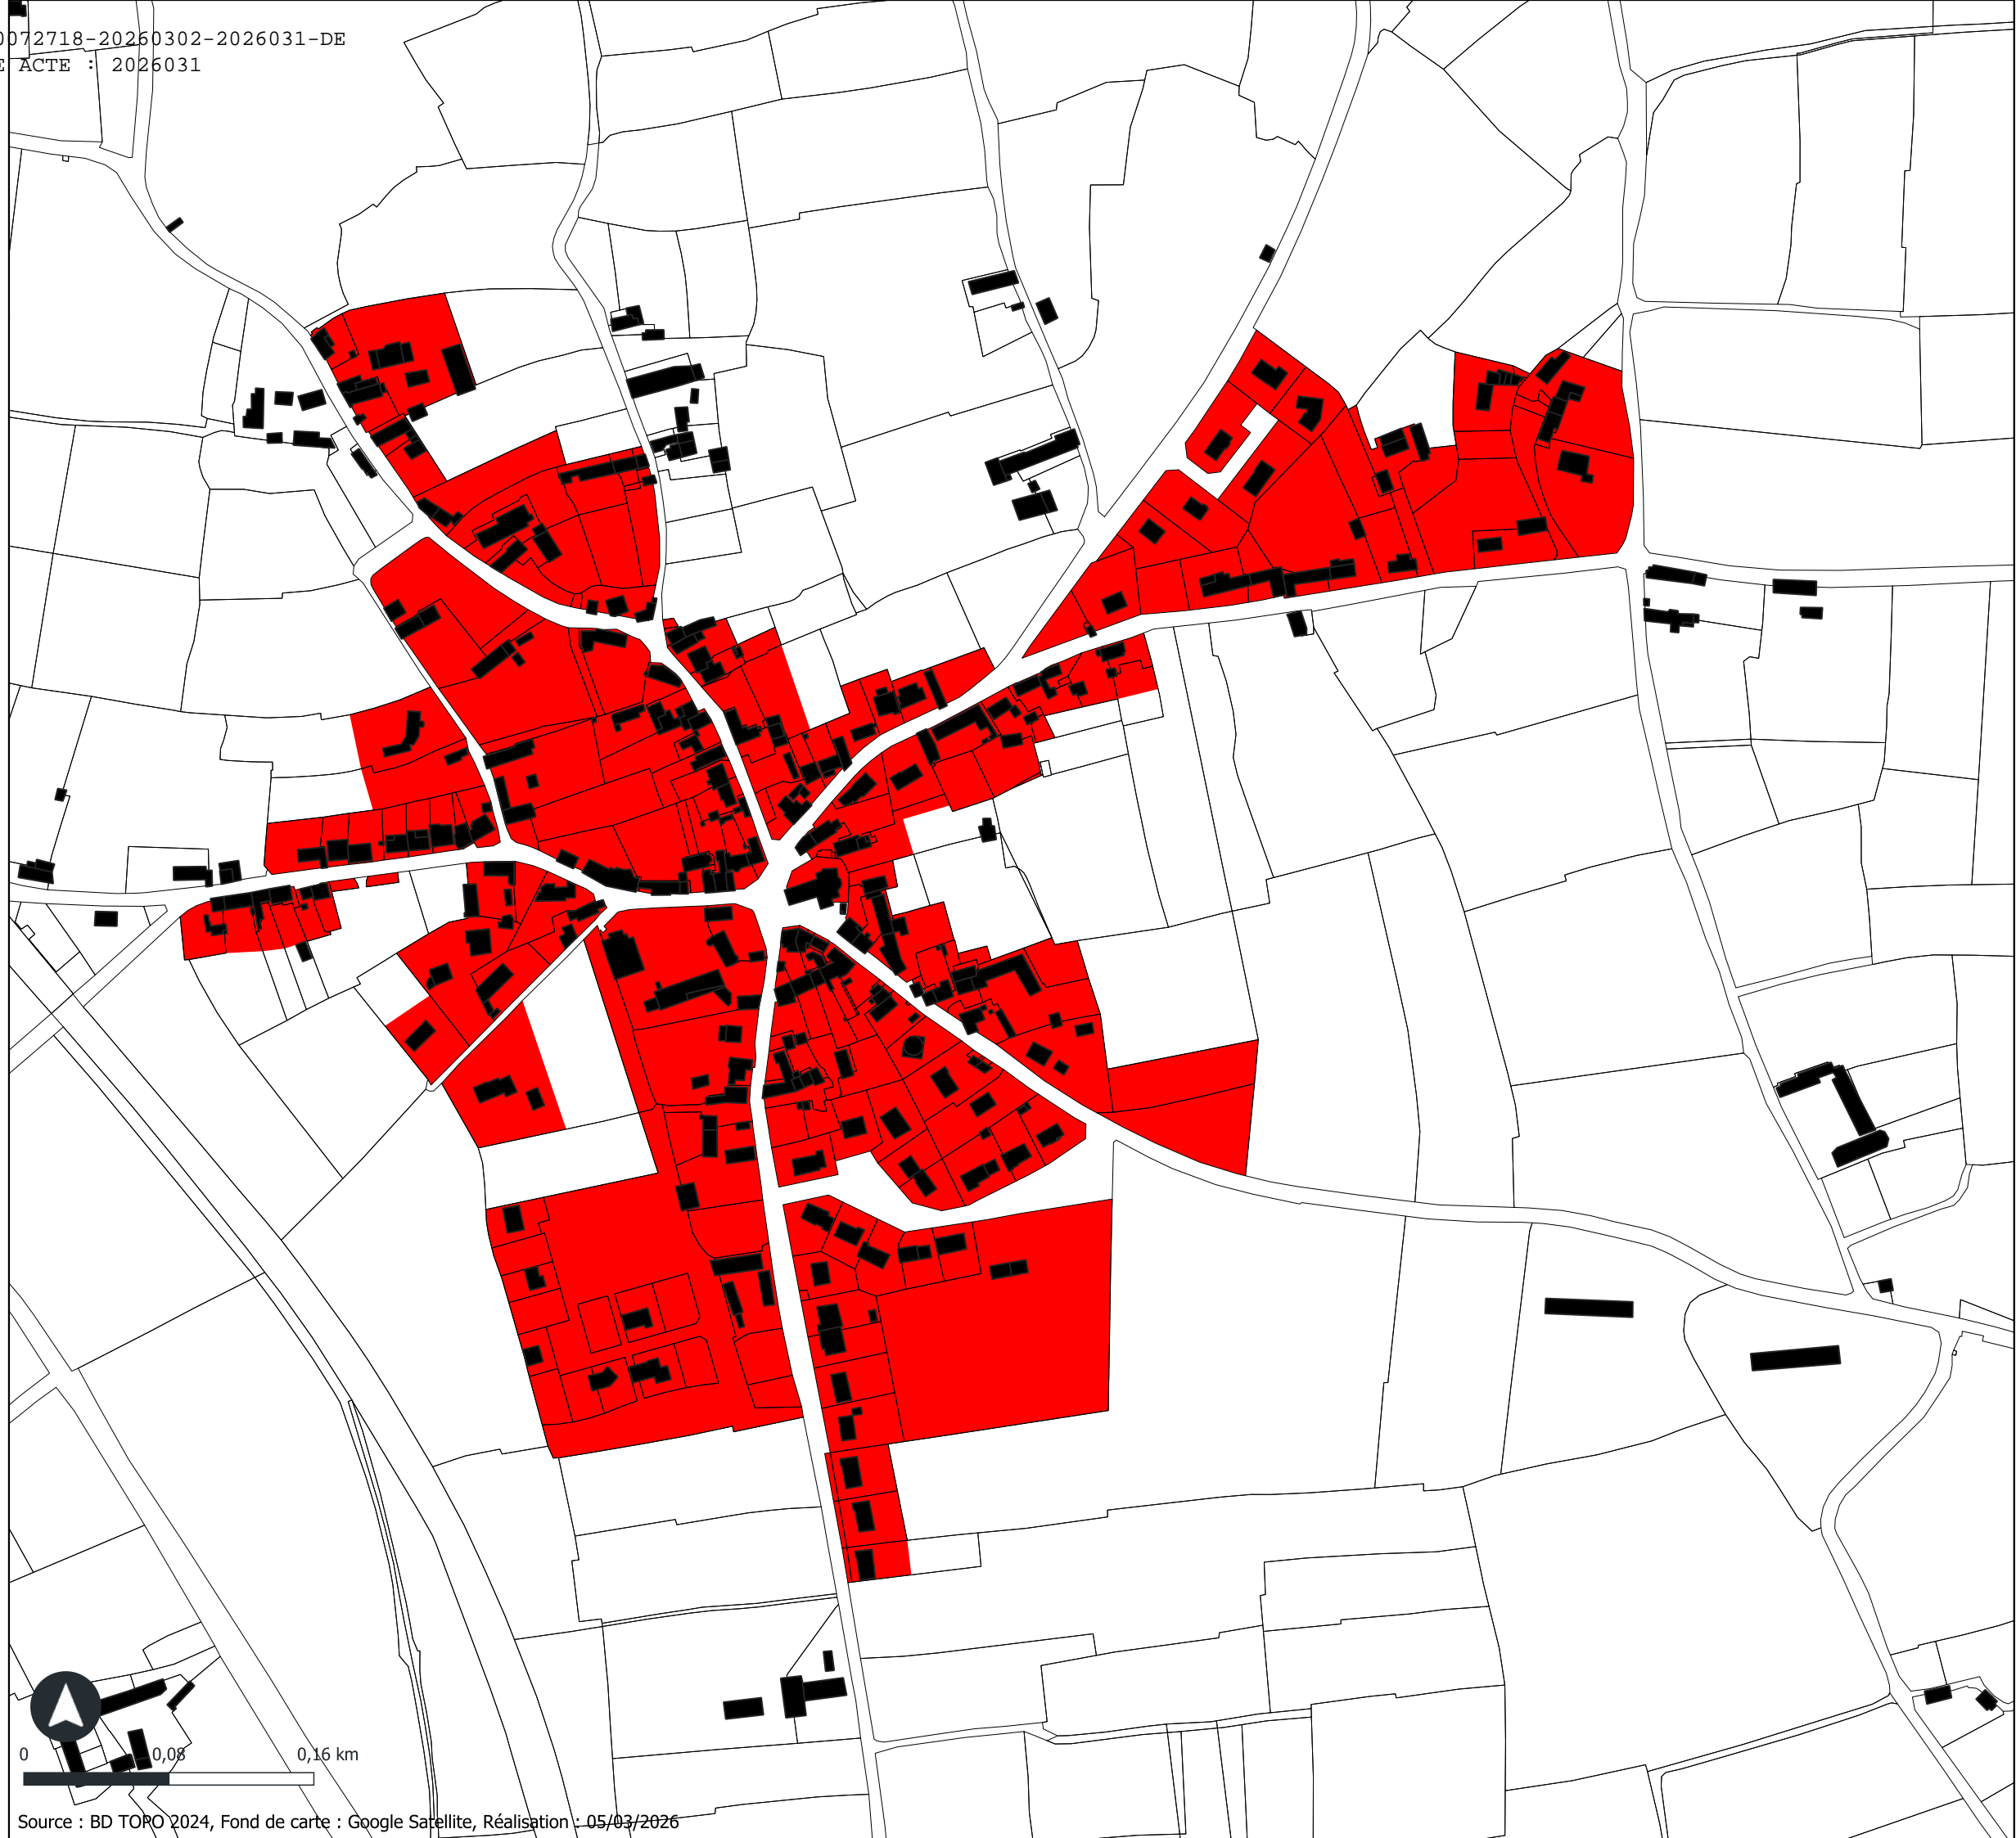 0072718-20260302-2026031-DE
E ACTE : 2026031
0 0,08 0,16 km
Source : BD TOPO 2024, Fond de carte : Google Satellite, Réalisation : 05/03/2026